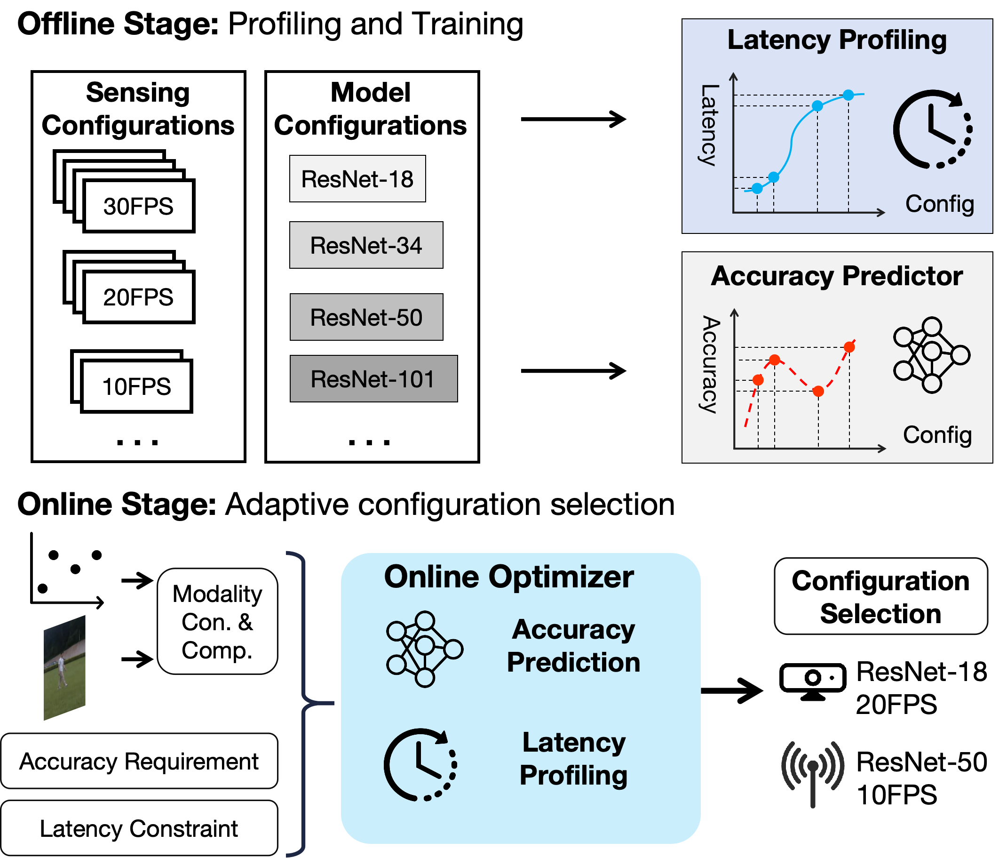 Offline Stage: Profiling and Training
Sensing
Configurations
30FPS
20FPS
10FPS
...
Model
Configurations
ResNet-18
ResNet-34
ResNet-50
ResNet-101
...
Latency Profiling
Latency
Config
Accuracy Predictor
Accuracy
Config
Online Stage: Adaptive configuration selection
Modality
Con. &
Comp.
Accuracy Requirement
Latency Constraint
Online Optimizer
Accuracy
Prediction
Latency
Profiling
Configuration
Selection
ResNet-18
20FPS
ResNet-50
10FPS